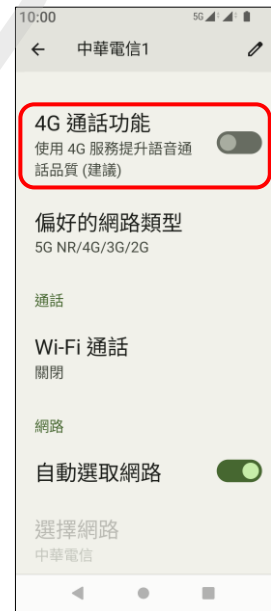 10:00 5G
中華電信1
4G 通話功能
使用 4G 服務提升語音通
話品質 (建議)
偏好的網路類型
5G NR/4G/3G/2G
通話
Wi-Fi 通話
關閉
網路
自動選取網路
選擇網路
中華電信